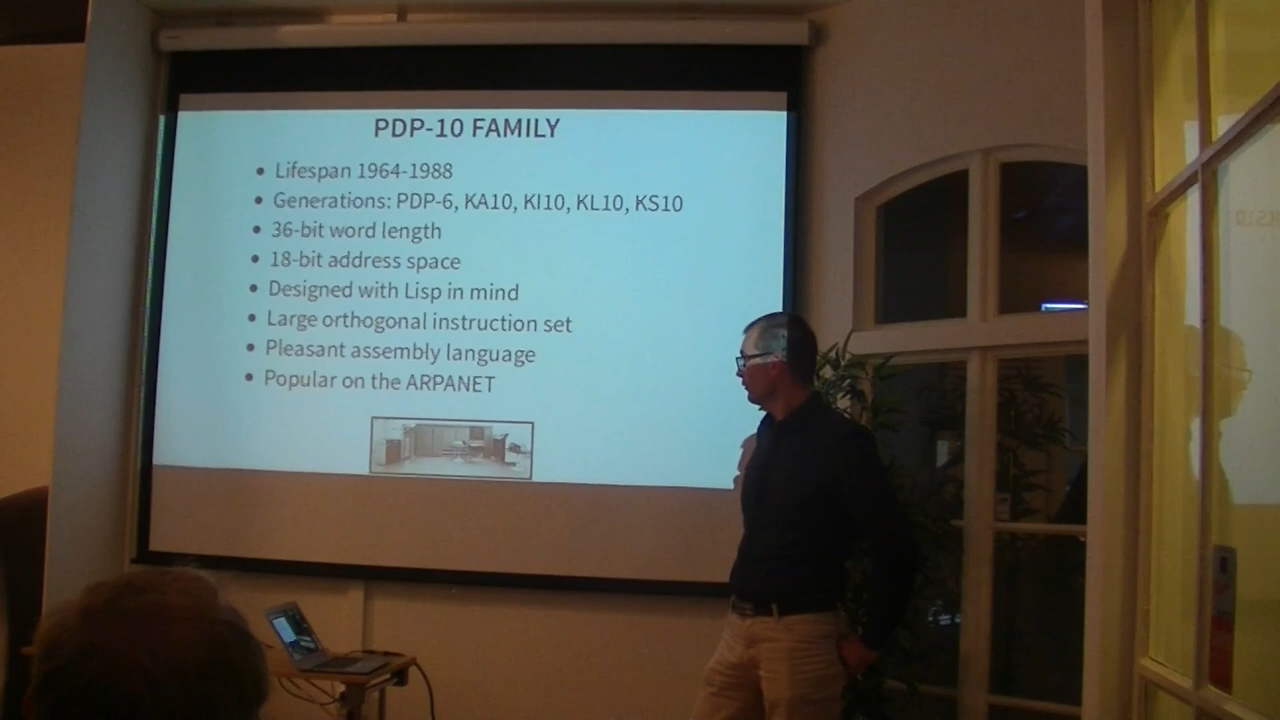 PDP-10 FAMILY
• Lifespan 1964-1988
• Generations: PDP-6, KA10, KI10, KL10, KS10
• 36-bit word length
• 18-bit address space
• Designed with Lisp in mind
• Large orthogonal instruction set
• Pleasant assembly language
• Popular on the ARPANET